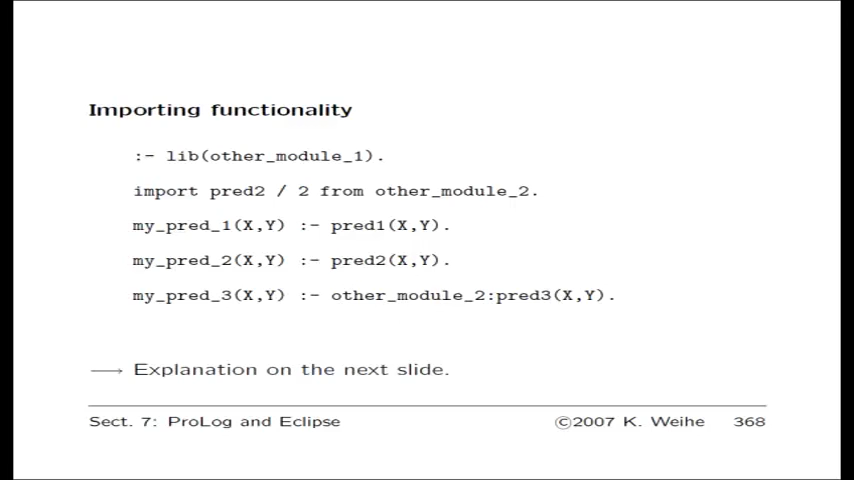 Importing functionality
:- lib(other_module_1).
import pred2 / 2 from other_module_2.
my_pred_1(X,Y) :- pred1(X,Y).
my_pred_2(X,Y) :- pred2(X,Y).
my_pred_3(X,Y) :- other_module_2:pred3(X,Y).
⟶ Explanation on the next slide.
Sect. 7: ProLog and Eclipse ©2007 K. Weihe 368